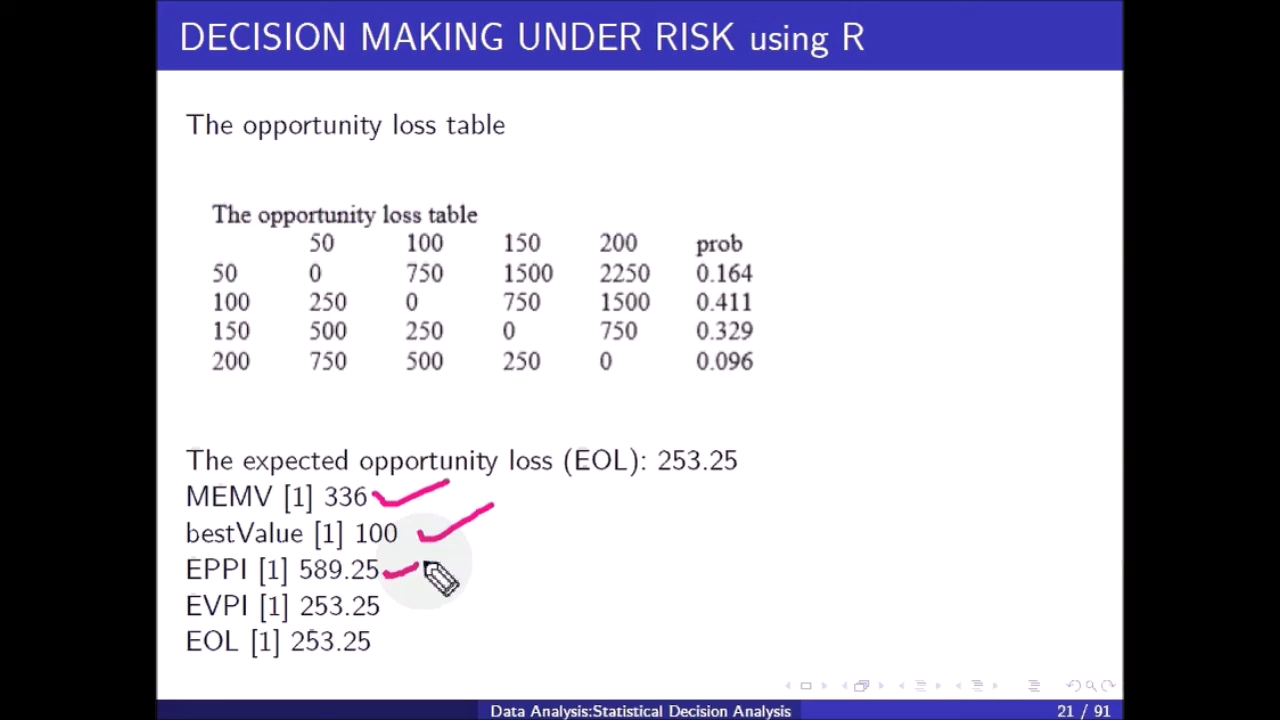 DECISION MAKING UNDER RISK using R
The opportunity loss table
The opportunity loss table
50 100 150 200 prob
50 0 750 1500 2250 0.164
100 250 0 750 1500 0.411
150 500 250 0 750 0.329
200 750 500 250 0 0.096
The expected opportunity loss (EOL): 253.25
MEMV [1] 336
bestValue [1] 100
EPPI [1] 589.25
EVPI [1] 253.25
EOL [1] 253.25
Data Analysis:Statistical Decision Analysis 21 / 91